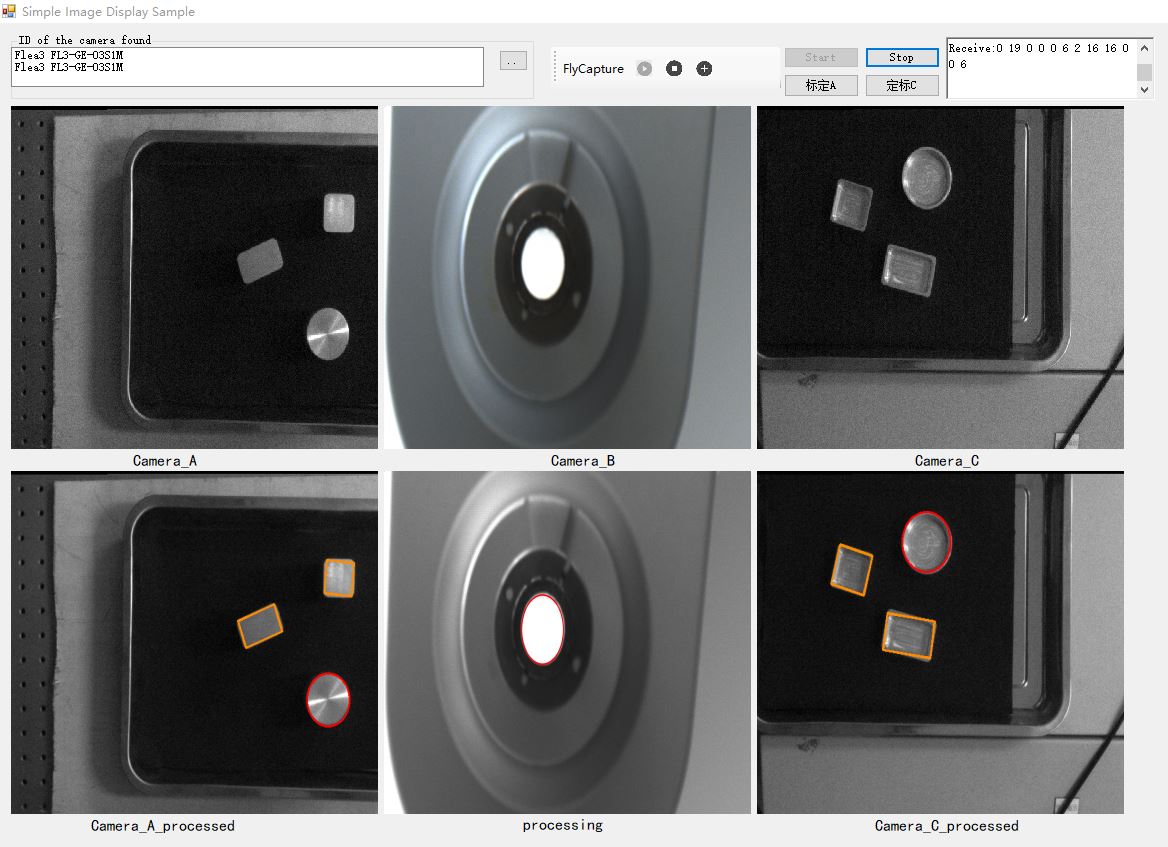 Simple Image Display Sample
ID of the camera found
Flea3 FL3-GE-03S1M
Flea3 FL3-GE-03S1M
..
FlyCapture
Start
Stop
标定A
定标C
Receive:0 19 0 0 0 6 2 16 16 0
0 6
Camera_A
Camera_B
Camera_C
Camera_A_processed
processing
Camera_C_processed